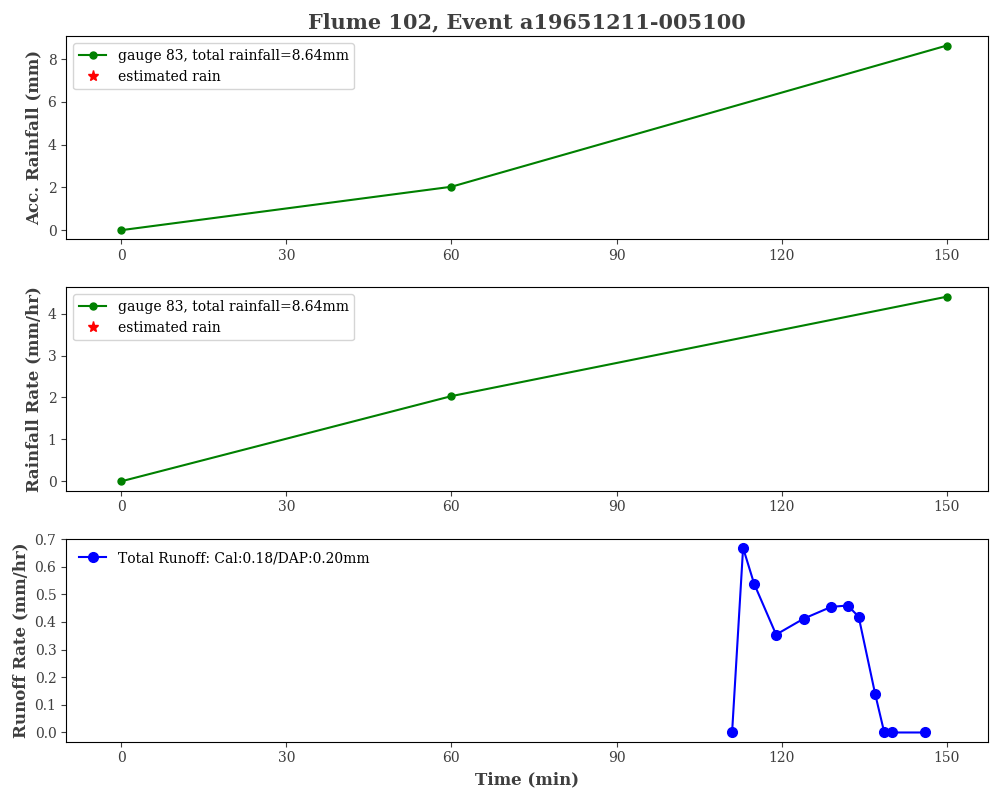 Flume 102, Event a19651211-005100
Acc. Rainfall (mm)
8
6
4
2
0
gauge 83, total rainfall=8.64mm
estimated rain
0 30 60 90 120 150
Rainfall Rate (mm/hr)
4
3
2
1
0
gauge 83, total rainfall=8.64mm
estimated rain
0 30 60 90 120 150
Runoff Rate (mm/hr)
0.7
0.6
0.5
0.4
0.3
0.2
0.1
0.0
Total Runoff: Cal:0.18/DAP:0.20mm
0 30 60 90 120 150
Time (min)